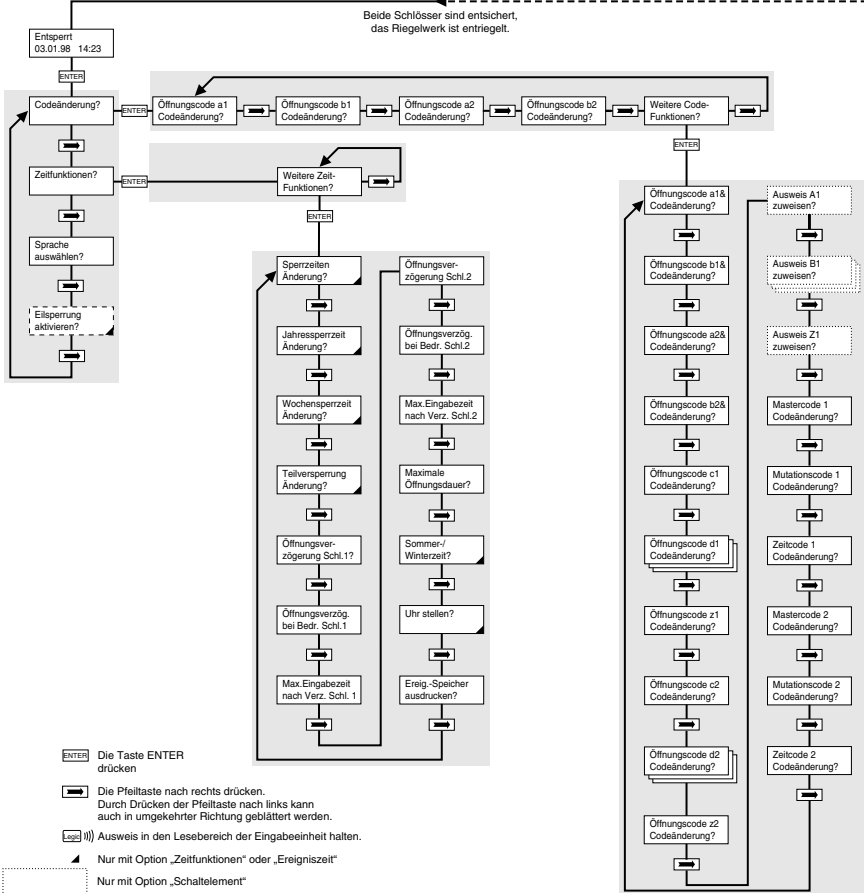 Beide Schlösser sind entsichert,
das Riegelwerk ist entriegelt.
Entsperrt
03.01.98 14:23
ENTER
Codeänderung?
ENTER
Öffnungscode a1
Codeänderung?
Öffnungscode b1
Codeänderung?
Öffnungscode a2
Codeänderung?
Öffnungscode b2
Codeänderung?
Weitere Code-
Funktionen?
ENTER
Zeitfunktionen?
ENTER
Weitere Zeit-
Funktionen?
ENTER
Sprache
auswählen?
Eilsperrung
aktivieren?
Sperrzeiten
Änderung?
Jahressperrzeit
Änderung?
Wochensperrzeit
Änderung?
Teilversperrung
Änderung?
Öffnungsver-
zögerung Schl.1?
Öffnungsverzög.
bei Bedr. Schl.1
Max.Eingabezeit
nach Verz. Schl. 1
Öffnungsver-
zögerung Schl.2
Öffnungsverzög.
bei Bedr. Schl.2
Max.Eingabezeit
nach Verz. Schl.2
Maximale
Öffnungsdauer?
Sommer-/
Winterzeit?
Uhr stellen?
Ereig.-Speicher
ausdrucken?
Öffnungscode a1&
Codeänderung?
Öffnungscode b1&
Codeänderung?
Öffnungscode a2&
Codeänderung?
Öffnungscode b2&
Codeänderung?
Öffnungscode c1
Codeänderung?
Öffnungscode d1
Codeänderung?
Öffnungscode z1
Codeänderung?
Öffnungscode c2
Codeänderung?
Öffnungscode d2
Codeänderung?
Öffnungscode z2
Codeänderung?
Ausweis A1
zuweisen?
Ausweis B1
zuweisen?
Ausweis Z1
zuweisen?
Mastercode 1
Codeänderung?
Mutationscode 1
Codeänderung?
Zeitcode 1
Codeänderung?
Mastercode 2
Codeänderung?
Mutationscode 2
Codeänderung?
Zeitcode 2
Codeänderung?
ENTER Die Taste ENTER
drücken
Die Pfeiltaste nach rechts drücken.
Durch Drücken der Pfeiltaste nach links kann
auch in umgekehrter Richtung geblättert werden.
Legic Ausweis in den Lesebereich der Eingabeeinheit halten.
Nur mit Option „Zeitfunktionen" oder „Ereigniszeit"
Nur mit Option „Schaltelement"